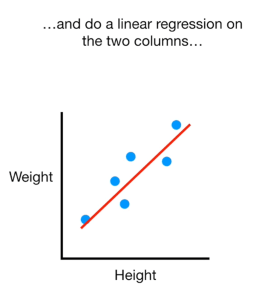 ...and do a linear regression on
the two columns...
Weight
Height